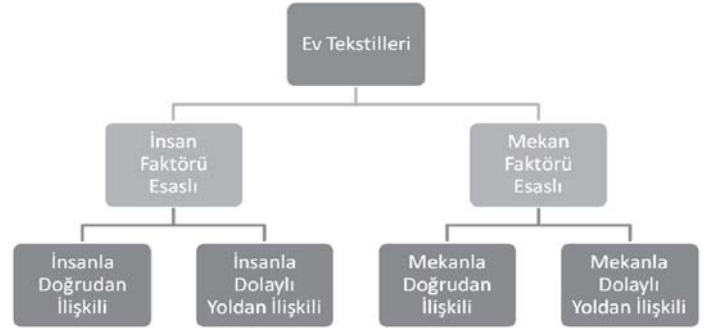 Ev Tekstilleri
İnsan
Faktörü
Esaslı
Mekan
Faktörü
Esaslı
İnsanla
Doğrudan
İlişkili
İnsanla
Dolaylı
Yoldan İlişkili
Mekanla
Doğrudan
İlişkili
Mekanla
Dolaylı
Yoldan İlişkili